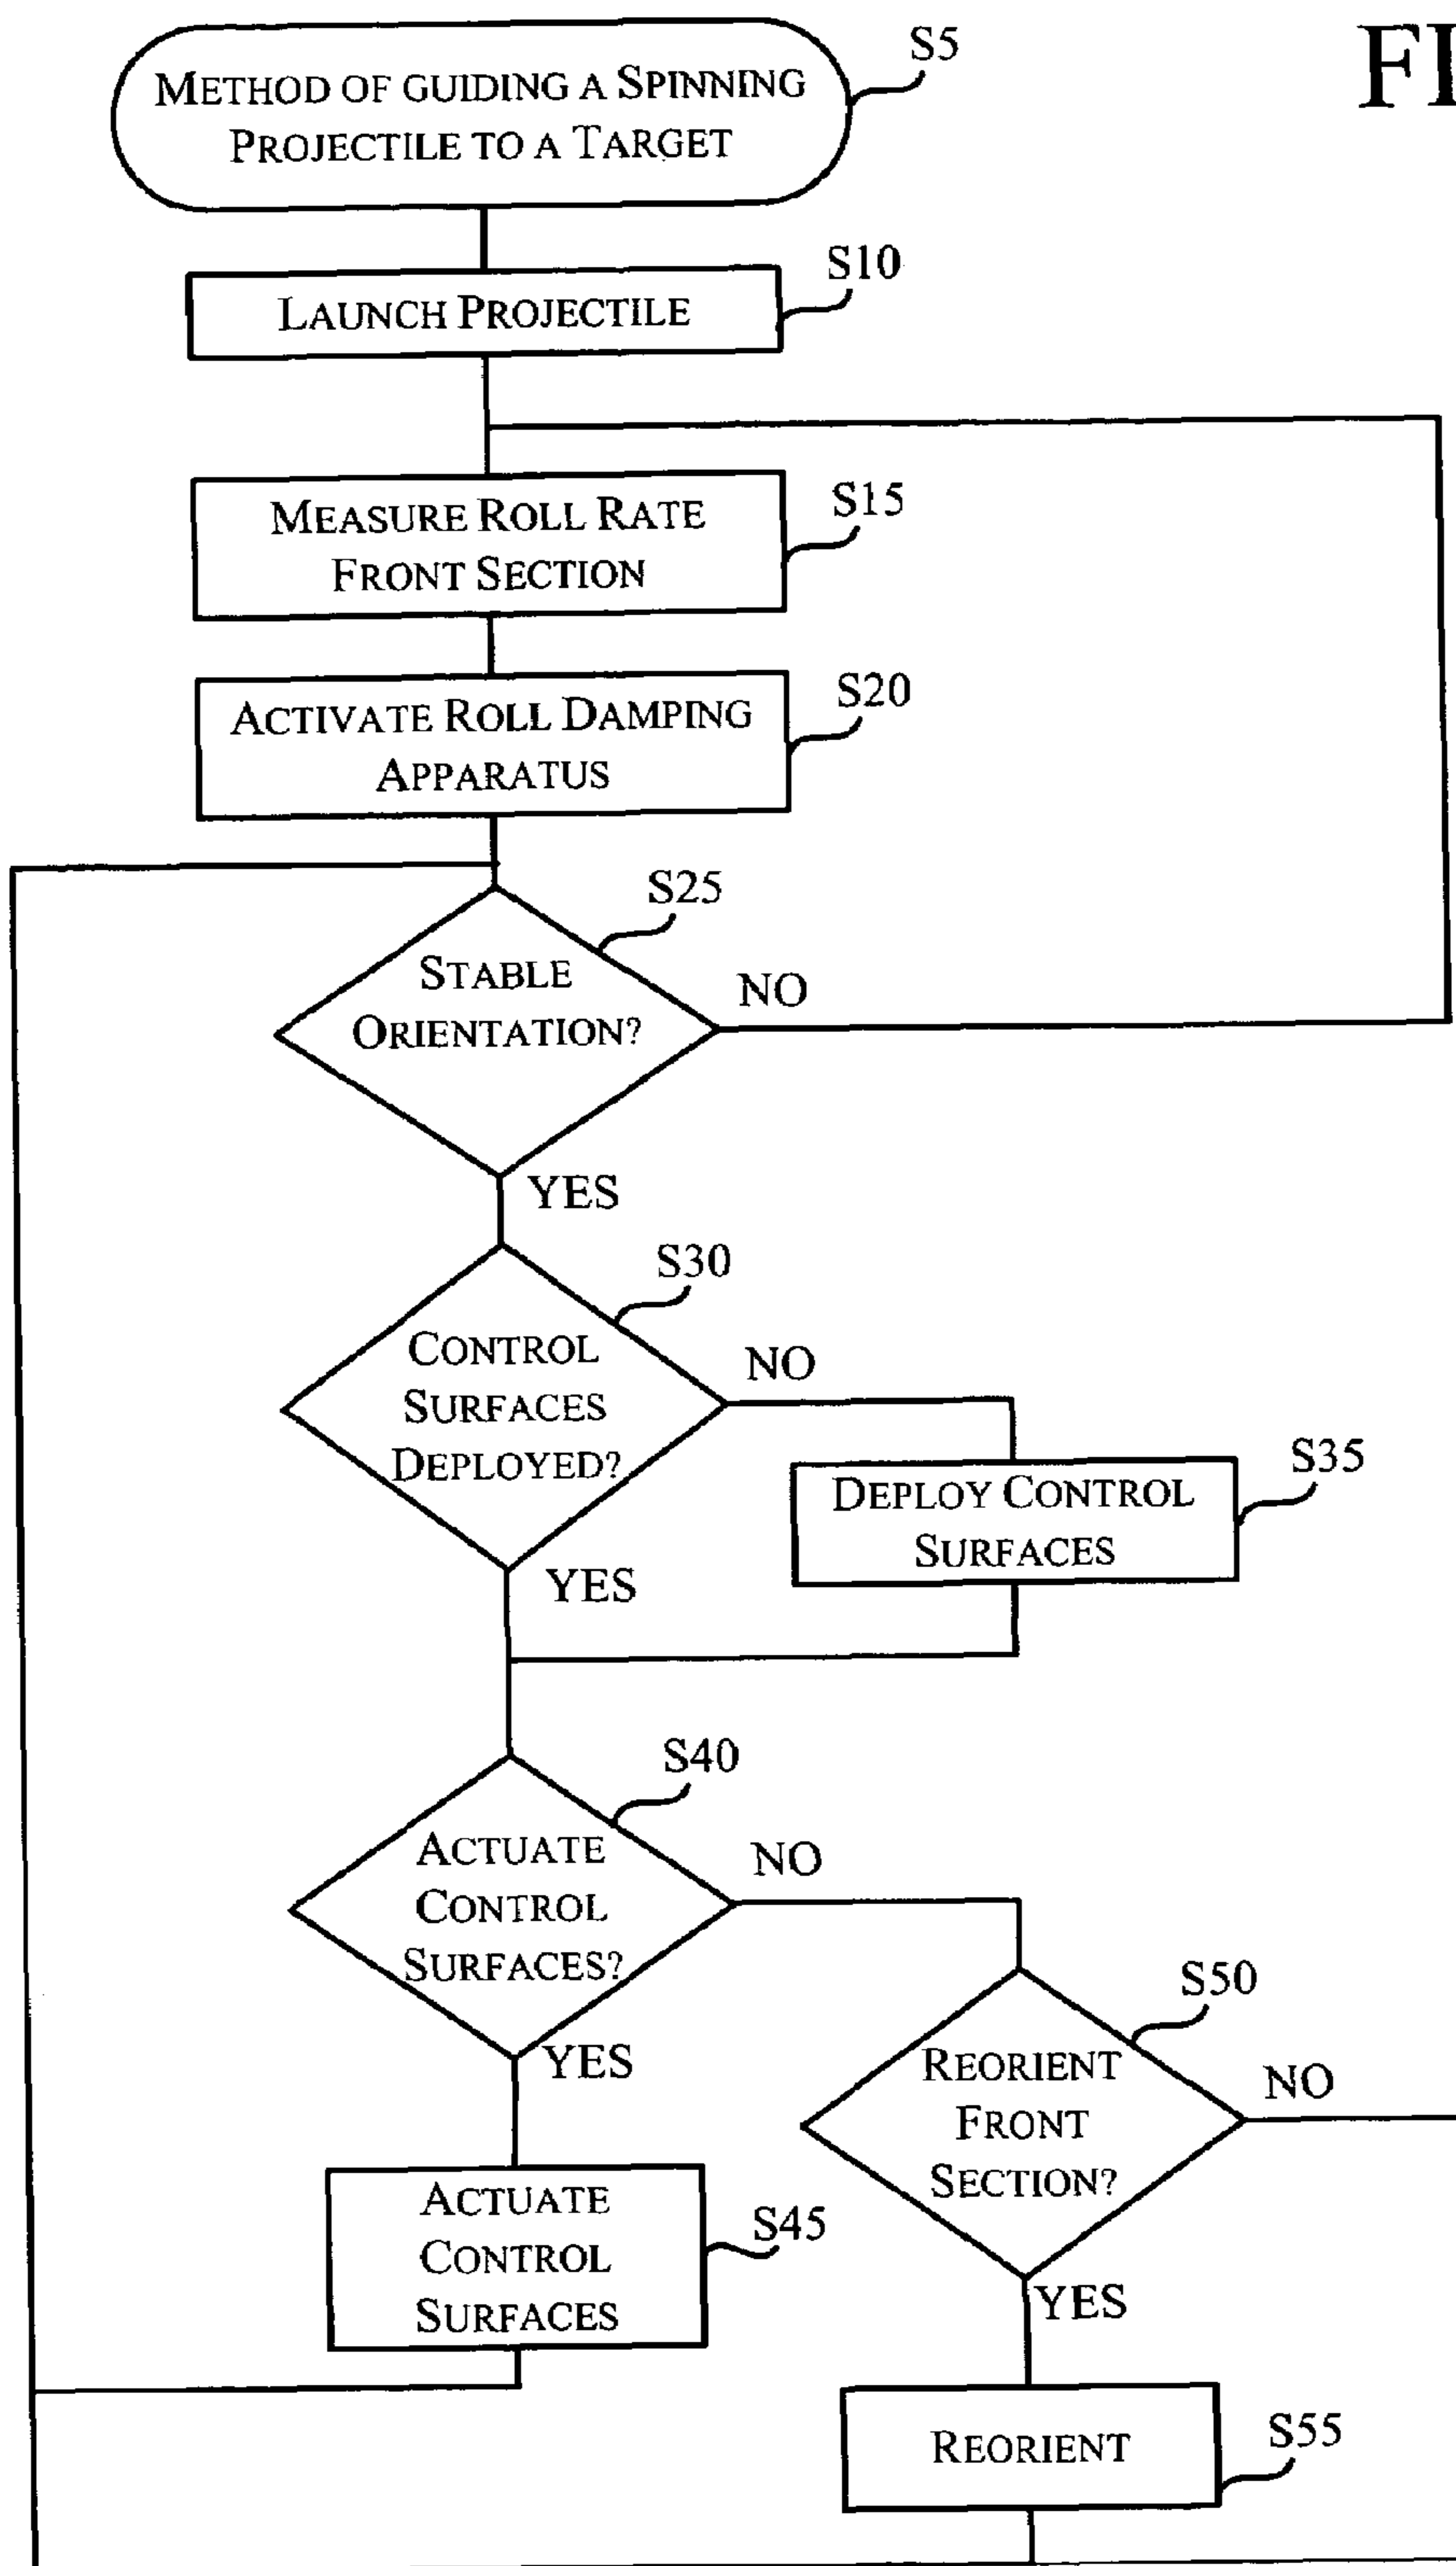 FI
METHOD OF GUIDING A SPINNING
PROJECTILE TO A TARGET
S5
LAUNCH PROJECTILE
S10
MEASURE ROLL RATE
FRONT SECTION
S15
ACTIVATE ROLL DAMPING
APPARATUS
S20
STABLE
ORIENTATION?
S25
NO
YES
CONTROL
SURFACES
DEPLOYED?
S30
NO
YES
DEPLOY CONTROL
SURFACES
S35
ACTUATE
CONTROL
SURFACES?
S40
NO
YES
ACTUATE
CONTROL
SURFACES
S45
REORIENT
FRONT
SECTION?
S50
NO
YES
REORIENT
S55